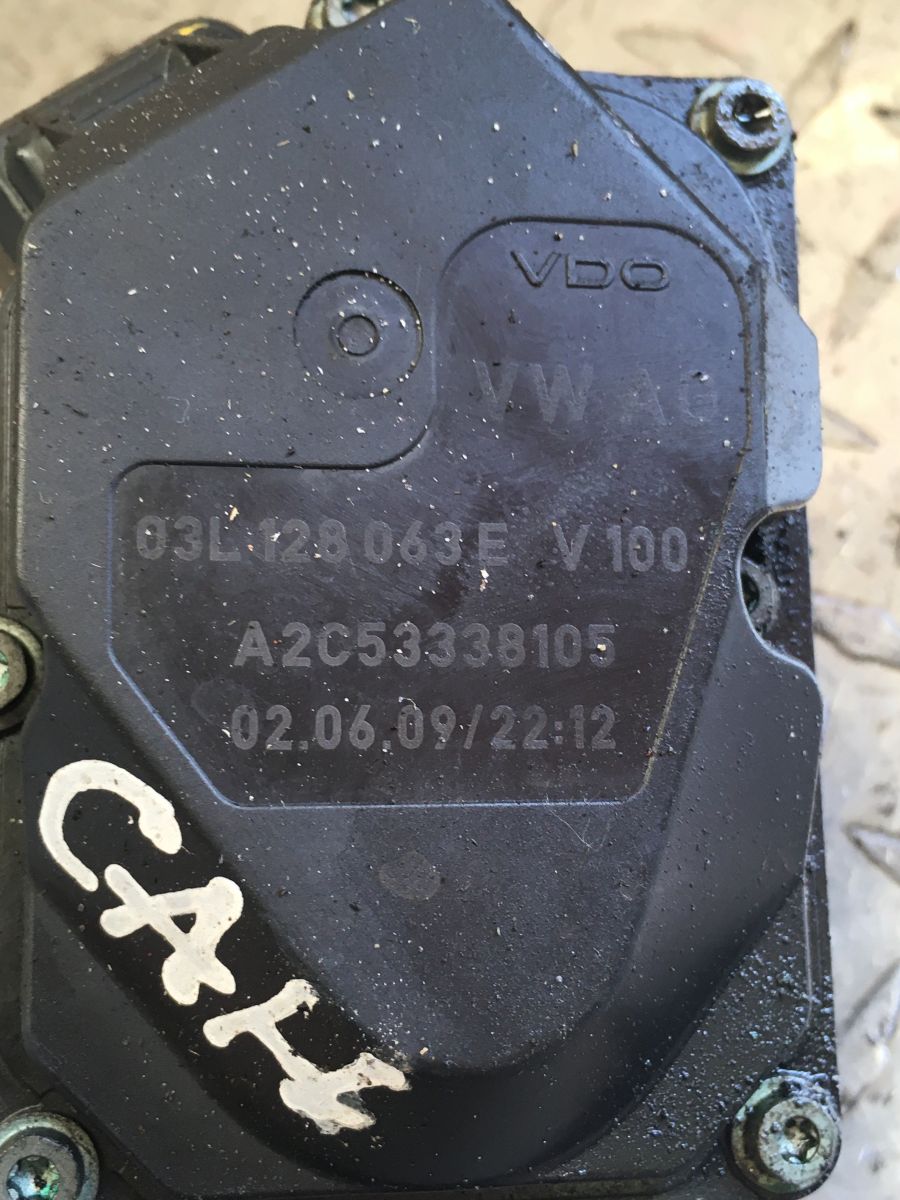 VDO
VW AG
03L 128 063 E V 100
A2C53338105
02.06.09/22:12
CAH